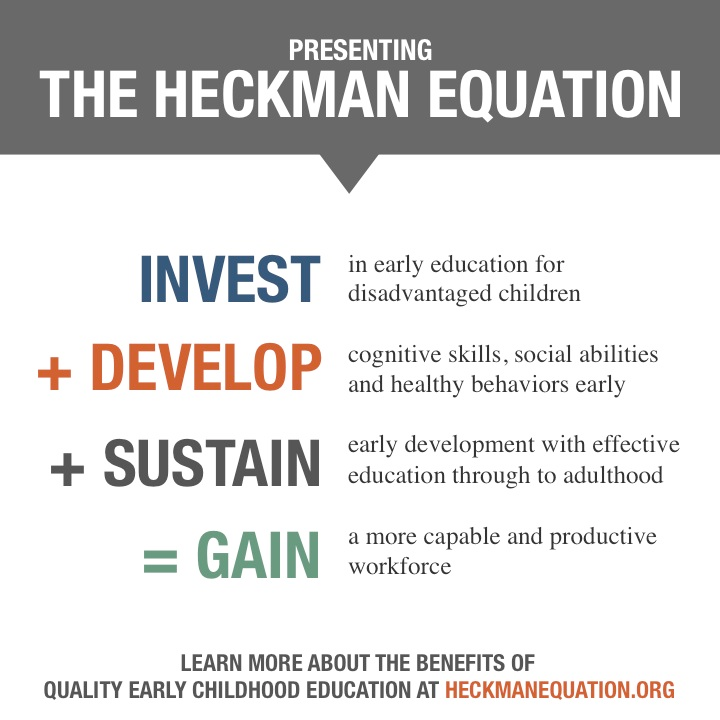 PRESENTING
THE HECKMAN EQUATION
INVEST
in early education for
disadvantaged children
+ DEVELOP
cognitive skills, social abilities
and healthy behaviors early
+ SUSTAIN
early development with effective
education through to adulthood
= GAIN
a more capable and productive
workforce
LEARN MORE ABOUT THE BENEFITS OF
QUALITY EARLY CHILDHOOD EDUCATION AT HECKMANEQUATION.ORG